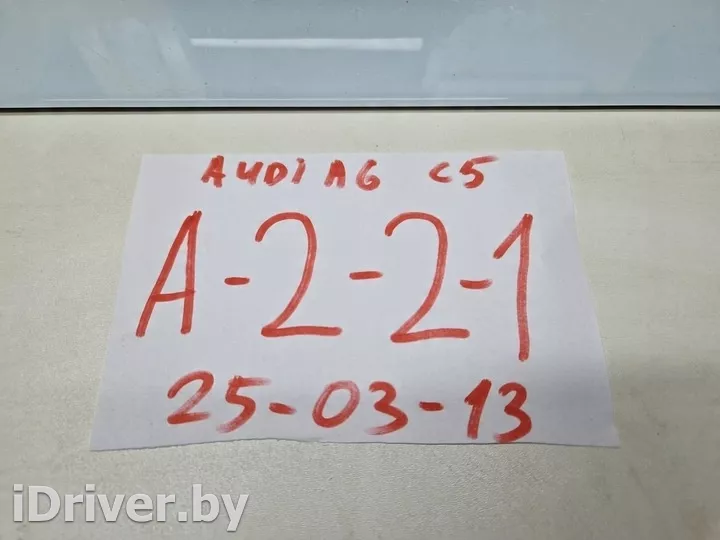 AUDI A6 C5
A-2-2-1
25-03-13
iDriver.by